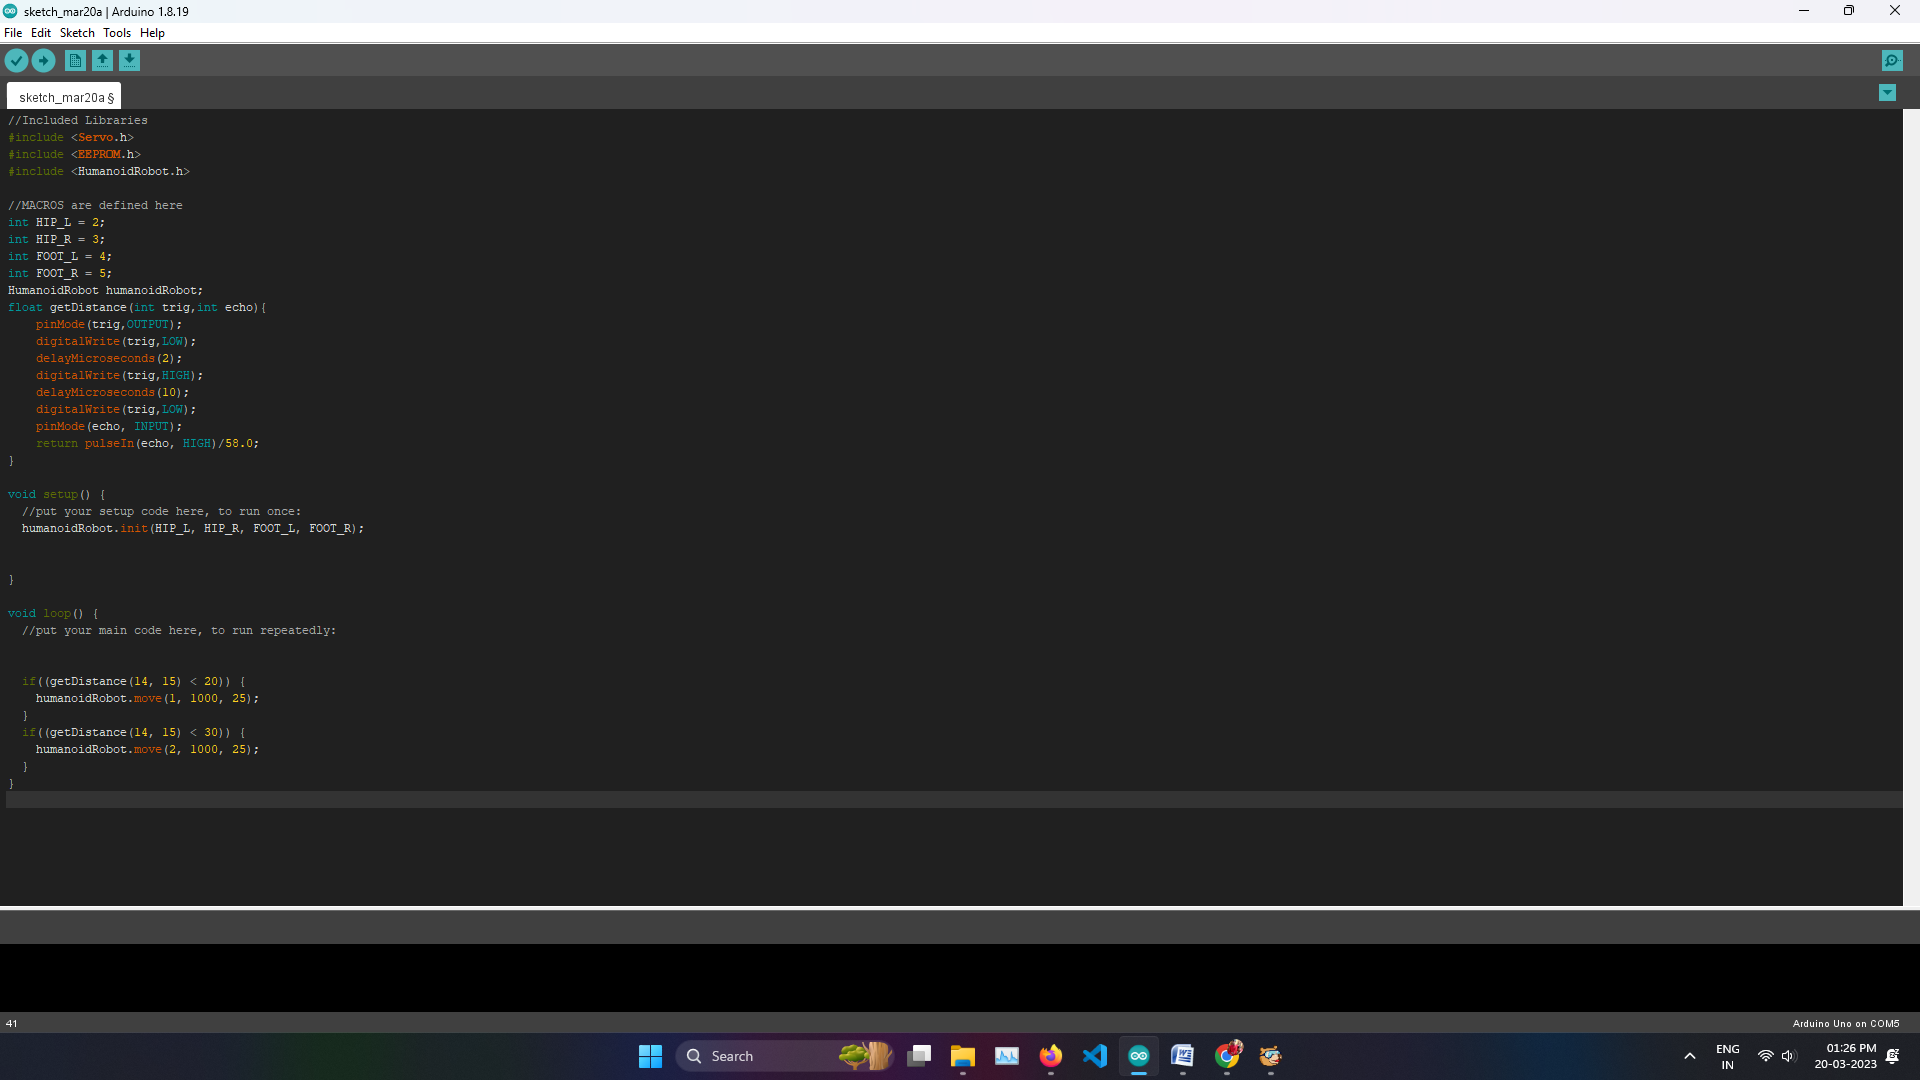 sketch_mar20a | Arduino 1.8.19
File Edit Sketch Tools Help
sketch_mar20a §
//Included Libraries
#include <Servo.h>
#include <EEPROM.h>
#include <HumanoidRobot.h>
//MACROS are defined here
int HIP_L = 2;
int HIP_R = 3;
int FOOT_L = 4;
int FOOT_R = 5;
HumanoidRobot humanoidRobot;
float getDistance(int trig,int echo){
pinMode(trig,OUTPUT);
digitalWrite(trig,LOW);
delayMicroseconds(2);
digitalWrite(trig,HIGH);
delayMicroseconds(10);
digitalWrite(trig,LOW);
pinMode(echo, INPUT);
return pulseIn(echo, HIGH)/58.0;
}
void setup() {
//put your setup code here, to run once:
humanoidRobot.init(HIP_L, HIP_R, FOOT_L, FOOT_R);
}
void loop() {
//put your main code here, to run repeatedly:
if((getDistance(14, 15) < 20)) {
humanoidRobot.move(1, 1000, 25);
}
if((getDistance(14, 15) < 30)) {
humanoidRobot.move(2, 1000, 25);
}
}
41
Arduino Uno on COM5
Search
ENG
IN
01:26 PM
20-03-2023